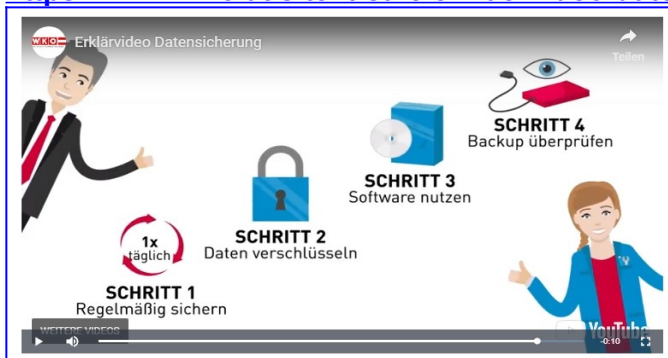 WKO Erklärvideo Datensicherung
Teilen
SCHRITT 4
Backup überprüfen
SCHRITT 3
Software nutzen
SCHRITT 2
Daten verschlüsseln
1x
täglich
SCHRITT 1
Regelmäßig sichern
WEITERE VIDEOS
YouTube
-0:10